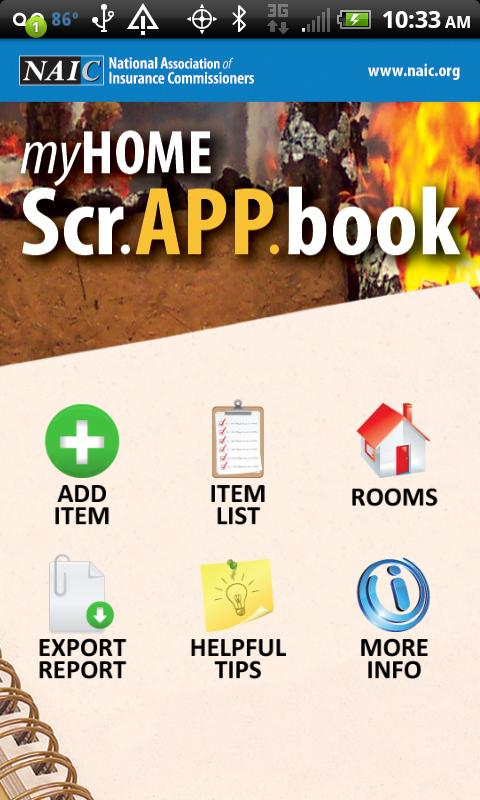 1
86°
3G
10:33 AM
NAIC
National Association of
Insurance Commissioners
www.naic.org
myHOME
Scr.APP.book
ADD
ITEM
ITEM
LIST
ROOMS
EXPORT
REPORT
HELPFUL
TIPS
MORE
INFO